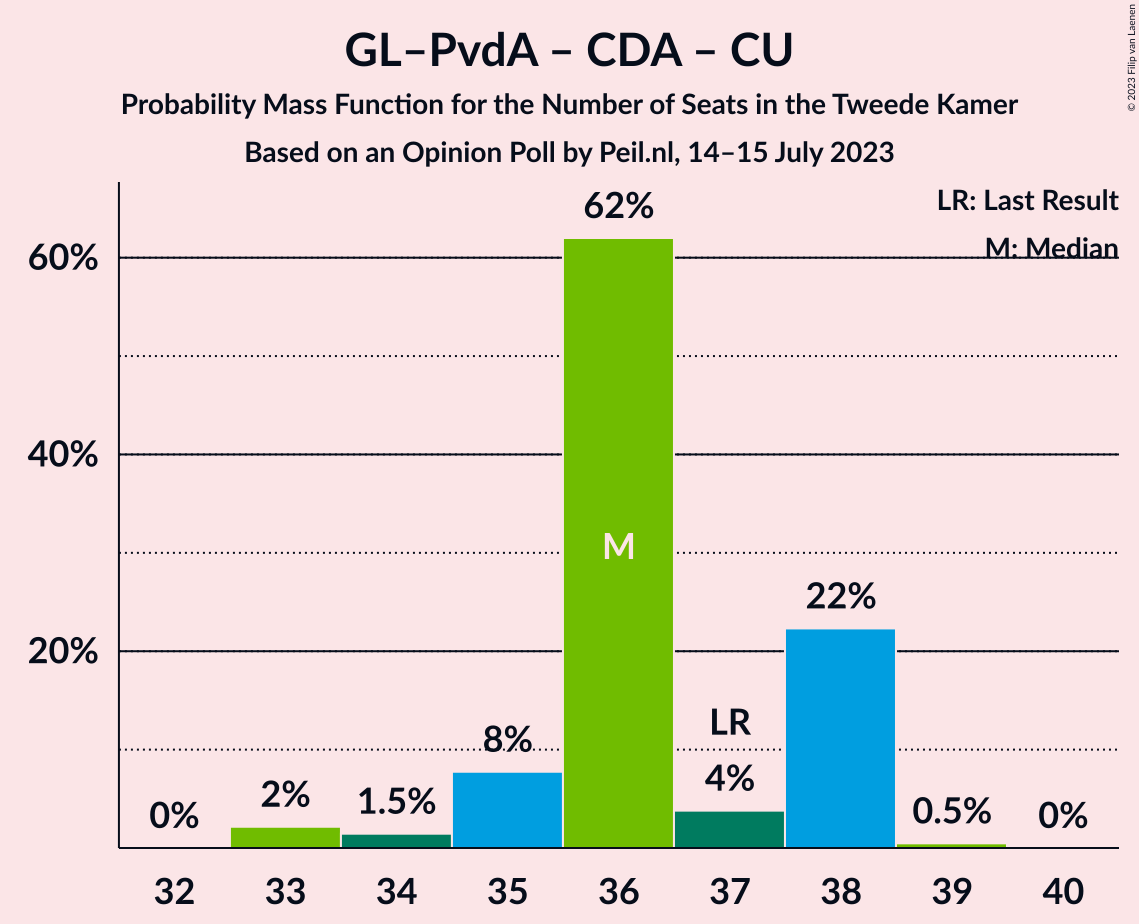 GL–PvdA – CDA – CU
Probability Mass Function for the Number of Seats in the Tweede Kamer
Based on an Opinion Poll by Peil.nl, 14–15 July 2023
© 2023 Filip van Laenen
LR: Last Result
M: Median
60%
40%
20%
0%
2%
1.5%
8%
62%
M
LR
4%
22%
0.5%
0%
32 33 34 35 36 37 38 39 40